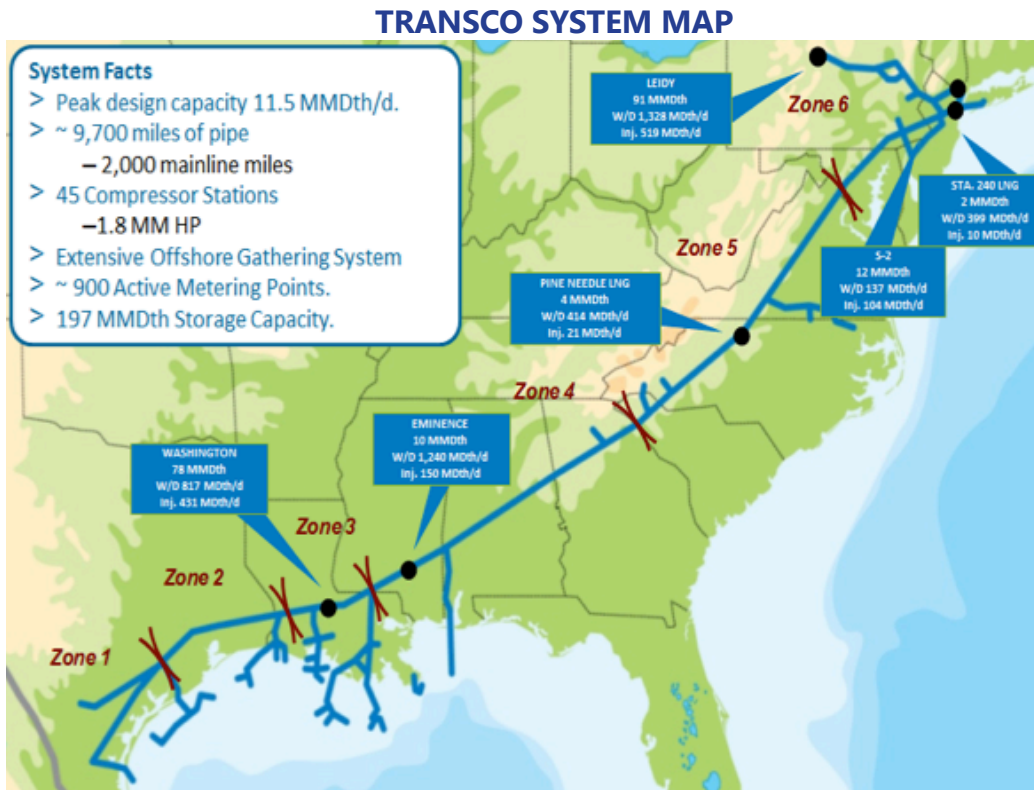 TRANSCO SYSTEM MAP
System Facts
> Peak design capacity 11.5 MMDth/d.
> ~ 9,700 miles of pipe
– 2,000 mainline miles
> 45 Compressor Stations
–1.8 MM HP
> Extensive Offshore Gathering System
> ~ 900 Active Metering Points.
> 197 MMDth Storage Capacity.
LEIDY
91 MMDth
W/D 1,328 MDth/d
Inj. 519 MDth/d
Zone 6
STA. 240 LNG
2 MMDth
W/D 399 MDth/d
Inj. 10 MDth/d
Zone 5
S-2
12 MMDth
W/D 137 MDth/d
Inj. 104 MDth/d
PINE NEEDLE LNG
4 MMDth
W/D 414 MDth/d
Inj. 21 MDth/d
Zone 4
EMINENCE
10 MMDth
W/D 1,240 MDth/d
Inj. 150 MDth/d
WASHINGTON
78 MMDth
W/D 817 MDth/d
Inj. 431 MDth/d
Zone 3
Zone 2
Zone 1